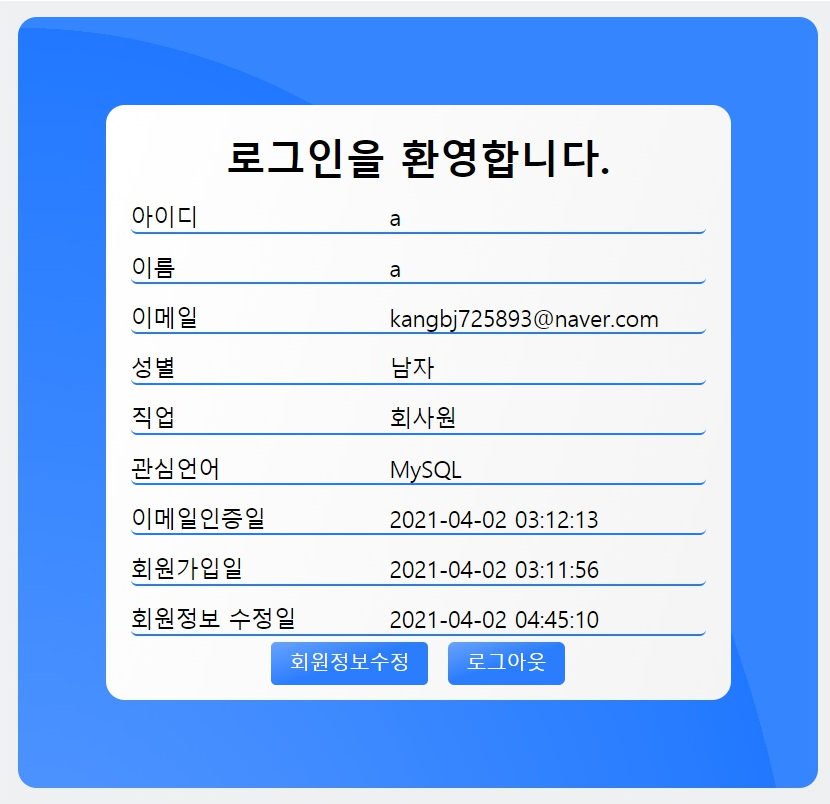 로그인을 환영합니다.
아이디 a
이름 a
이메일 kangbj725893@naver.com
성별 남자
직업 회사원
관심언어 MySQL
이메일인증일 2021-04-02 03:12:13
회원가입일 2021-04-02 03:11:56
회원정보 수정일 2021-04-02 04:45:10
회원정보수정 로그아웃